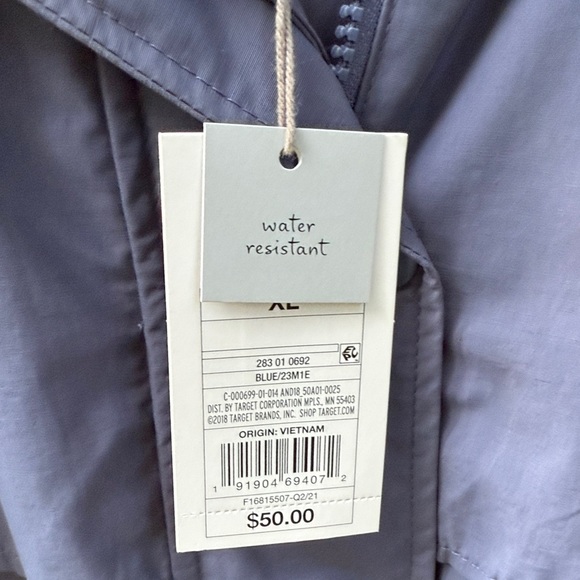 water
resistant
XL
283 01 0692
BLUE/23M1E
C-000699-01-014 AND18_50A01-0025
DIST. BY TARGET CORPORATION MPLS., MN 55403
©2018 TARGET BRANDS, INC. SHOP TARGET.COM
ORIGIN: VIETNAM
1 91904 69407 2
F16815507-Q2/21
$50.00